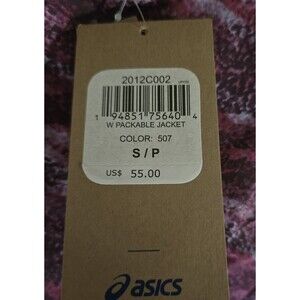 2012C002
1 94851 75640 4
W PACKABLE JACKET
COLOR: 507
S / P
US$ 55.00
asics